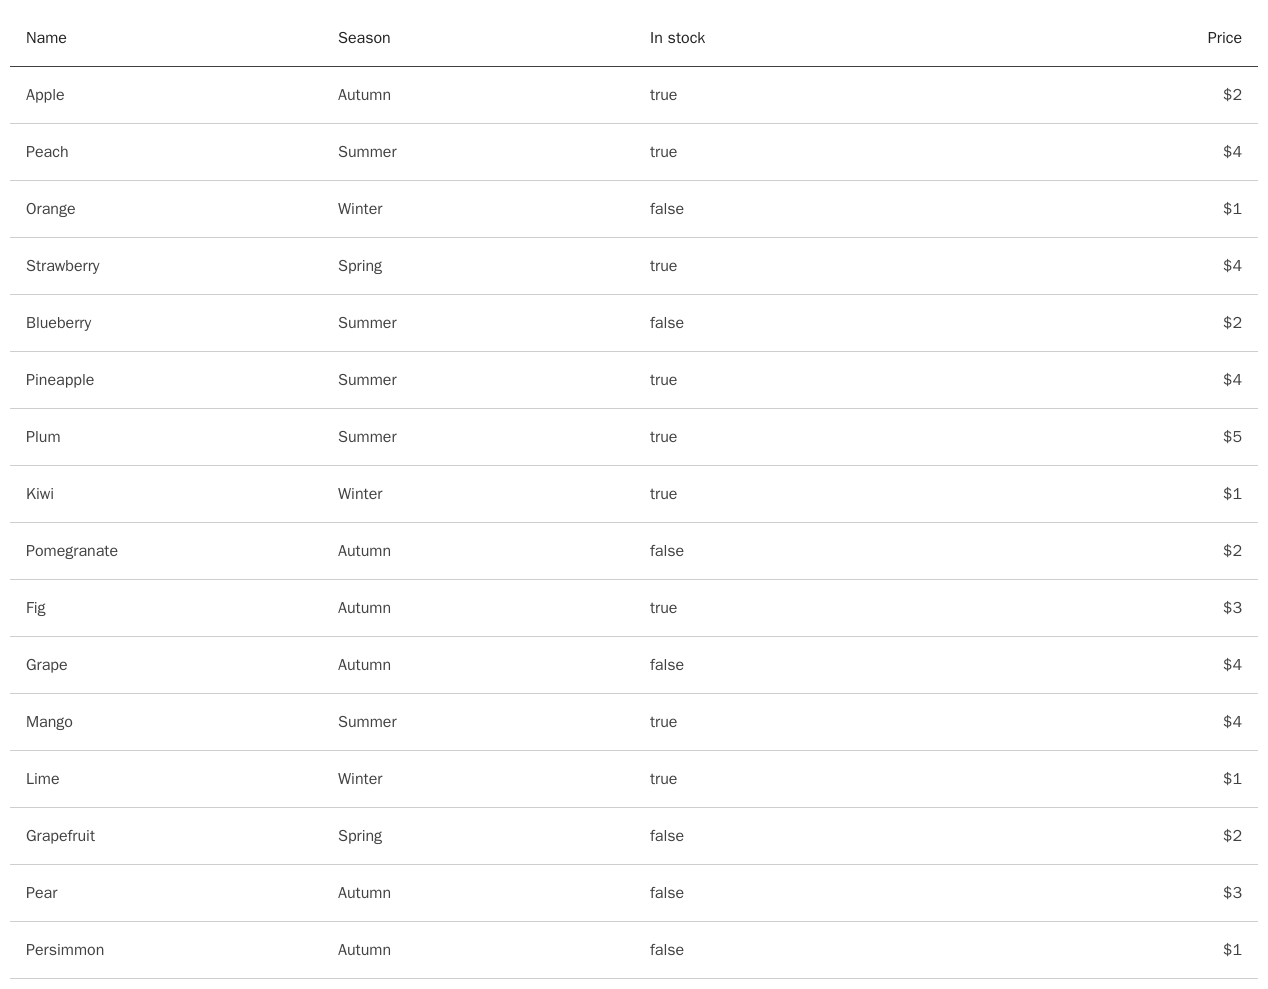 Name Season In stock Price
Apple Autumn true $2
Peach Summer true $4
Orange Winter false $1
Strawberry Spring true $4
Blueberry Summer false $2
Pineapple Summer true $4
Plum Summer true $5
Kiwi Winter true $1
Pomegranate Autumn false $2
Fig Autumn true $3
Grape Autumn false $4
Mango Summer true $4
Lime Winter true $1
Grapefruit Spring false $2
Pear Autumn false $3
Persimmon Autumn false $1